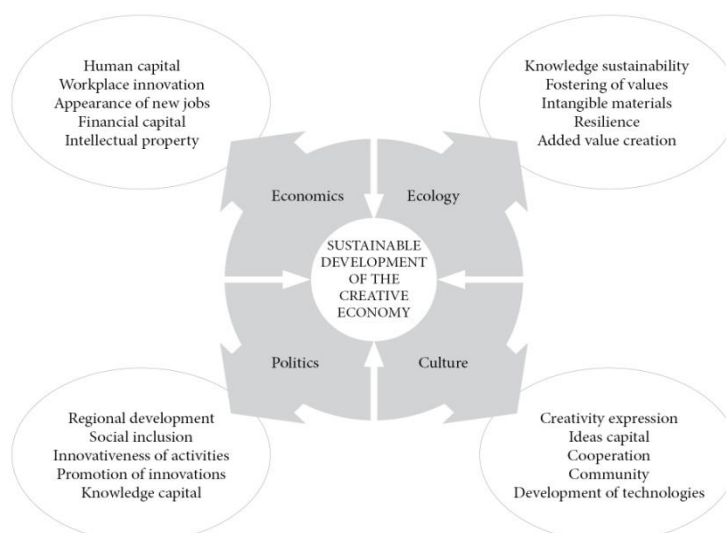 Human capital
Workplace innovation
Appearance of new jobs
Financial capital
Intellectual property
Knowledge sustainability
Fostering of values
Intangible materials
Resilience
Added value creation
Economics
Ecology
SUSTAINABLE
DEVELOPMENT
OF THE
CREATIVE
ECONOMY
Politics
Culture
Regional development
Social inclusion
Innovativeness of activities
Promotion of innovations
Knowledge capital
Creativity expression
Ideas capital
Cooperation
Community
Development of technologies